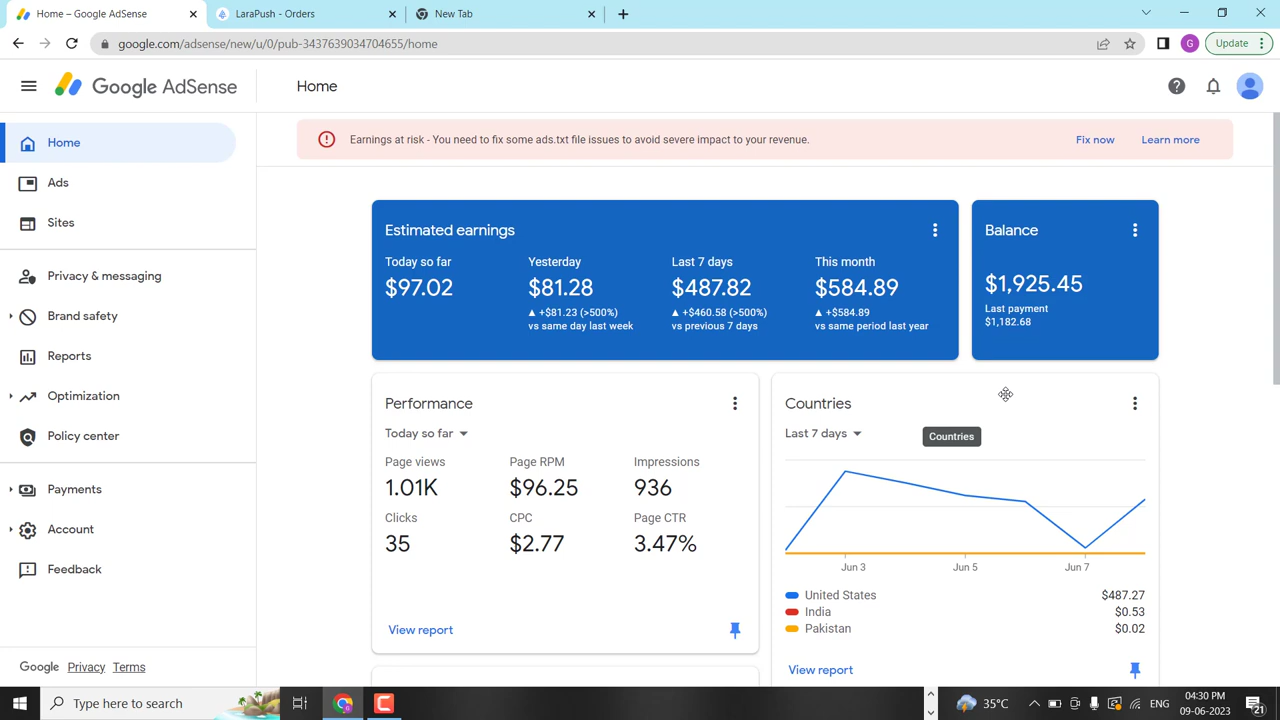 Home – Google AdSense
LaraPush - Orders
New Tab
google.com/adsense/new/u/0/pub-3437639034704655/home
G
Update
Google AdSense
Home
Home
Ads
Sites
Privacy & messaging
Brand safety
Reports
Optimization
Policy center
Payments
Account
Feedback
Google Privacy Terms
Earnings at risk - You need to fix some ads.txt file issues to avoid severe impact to your revenue.
Fix now
Learn more
Estimated earnings
Today so far
$97.02
Yesterday
$81.28
▲ +$81.23 (>500%)
vs same day last week
Last 7 days
$487.82
▲ +$460.58 (>500%)
vs previous 7 days
This month
$584.89
▲ +$584.89
vs same period last year
Balance
$1,925.45
Last payment
$1,182.68
Performance
Today so far
Page views
1.01K
Page RPM
$96.25
Impressions
936
Clicks
35
CPC
$2.77
Page CTR
3.47%
View report
Countries
Last 7 days
Countries
Jun 3
Jun 5
Jun 7
United States $487.27
India $0.53
Pakistan $0.02
View report
Type here to search
35°C
ENG
04:30 PM
09-06-2023
21